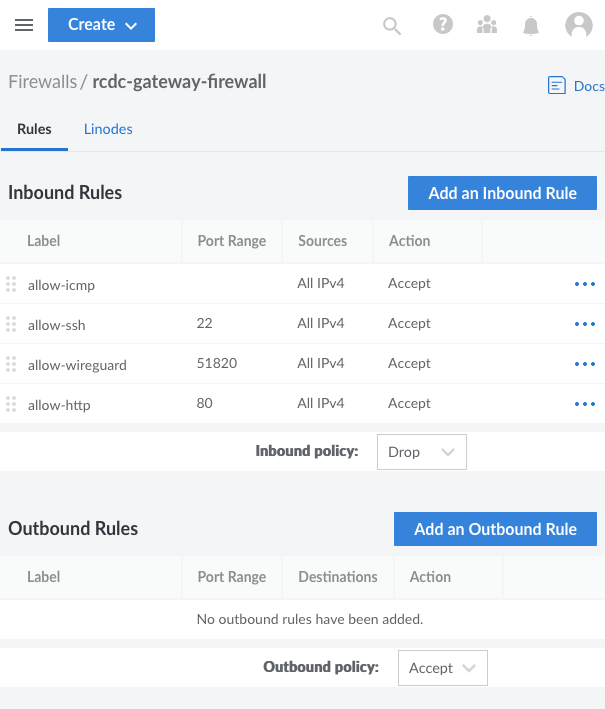 Create
Firewalls / rcdc-gateway-firewall
Docs
Rules Linodes
Inbound Rules Add an Inbound Rule
Label Port Range Sources Action
allow-icmp All IPv4 Accept
allow-ssh 22 All IPv4 Accept
allow-wireguard 51820 All IPv4 Accept
allow-http 80 All IPv4 Accept
Inbound policy: Drop
Outbound Rules Add an Outbound Rule
Label Port Range Destinations Action
No outbound rules have been added.
Outbound policy: Accept